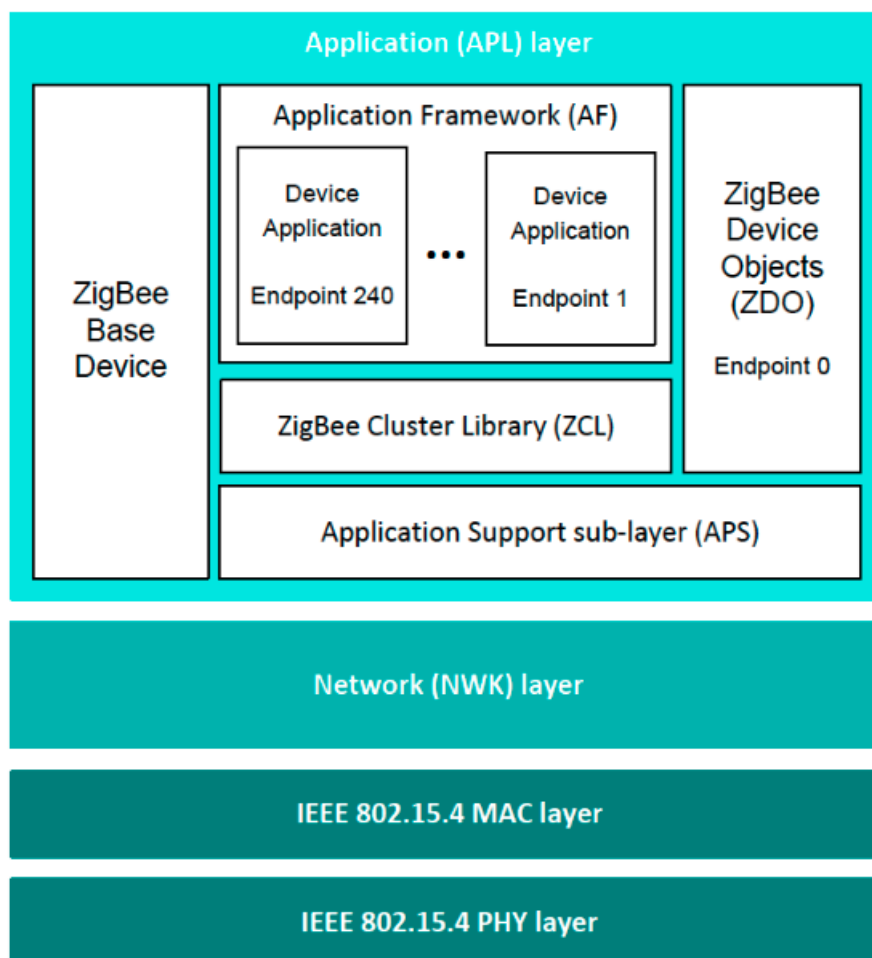 Application (APL) layer
ZigBee
Base
Device
Application Framework (AF)
Device
Application
Endpoint 240
...
Device
Application
Endpoint 1
ZigBee
Device
Objects
(ZDO)
Endpoint 0
ZigBee Cluster Library (ZCL)
Application Support sub-layer (APS)
Network (NWK) layer
IEEE 802.15.4 MAC layer
IEEE 802.15.4 PHY layer